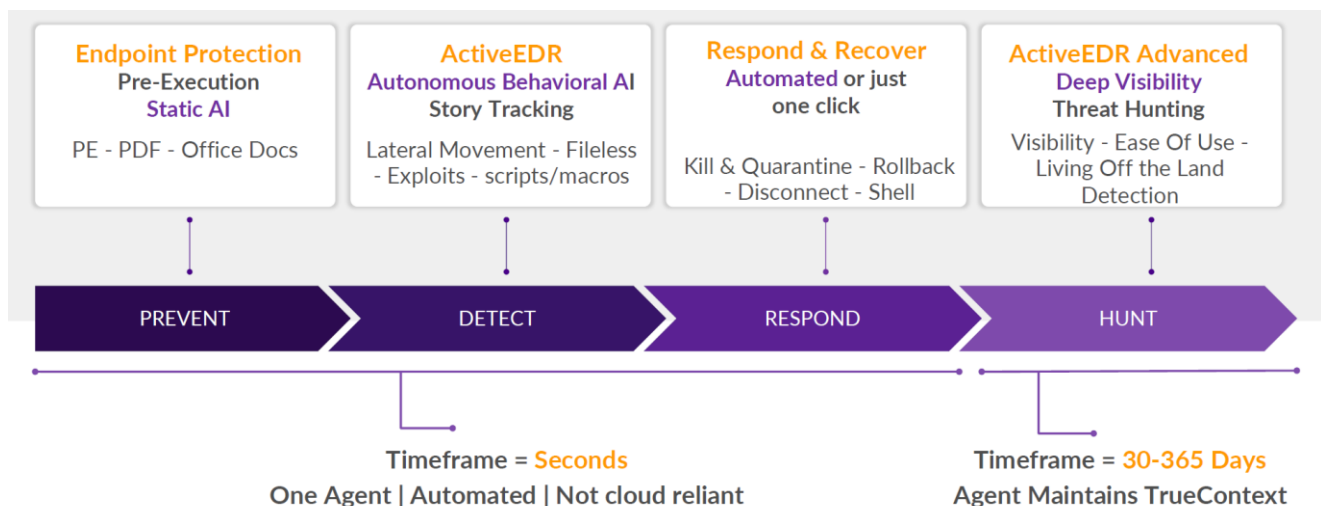 Endpoint Protection
Pre-Execution
Static AI
PE - PDF - Office Docs
ActiveEDR
Autonomous Behavioral AI
Story Tracking
Lateral Movement - Fileless
- Exploits - scripts/macros
Respond & Recover
Automated or just
one click
Kill & Quarantine - Rollback
- Disconnect - Shell
ActiveEDR Advanced
Deep Visibility
Threat Hunting
Visibility - Ease Of Use -
Living Off the Land
Detection
PREVENT
DETECT
RESPOND
HUNT
Timeframe = Seconds
One Agent | Automated | Not cloud reliant
Timeframe = 30-365 Days
Agent Maintains TrueContext